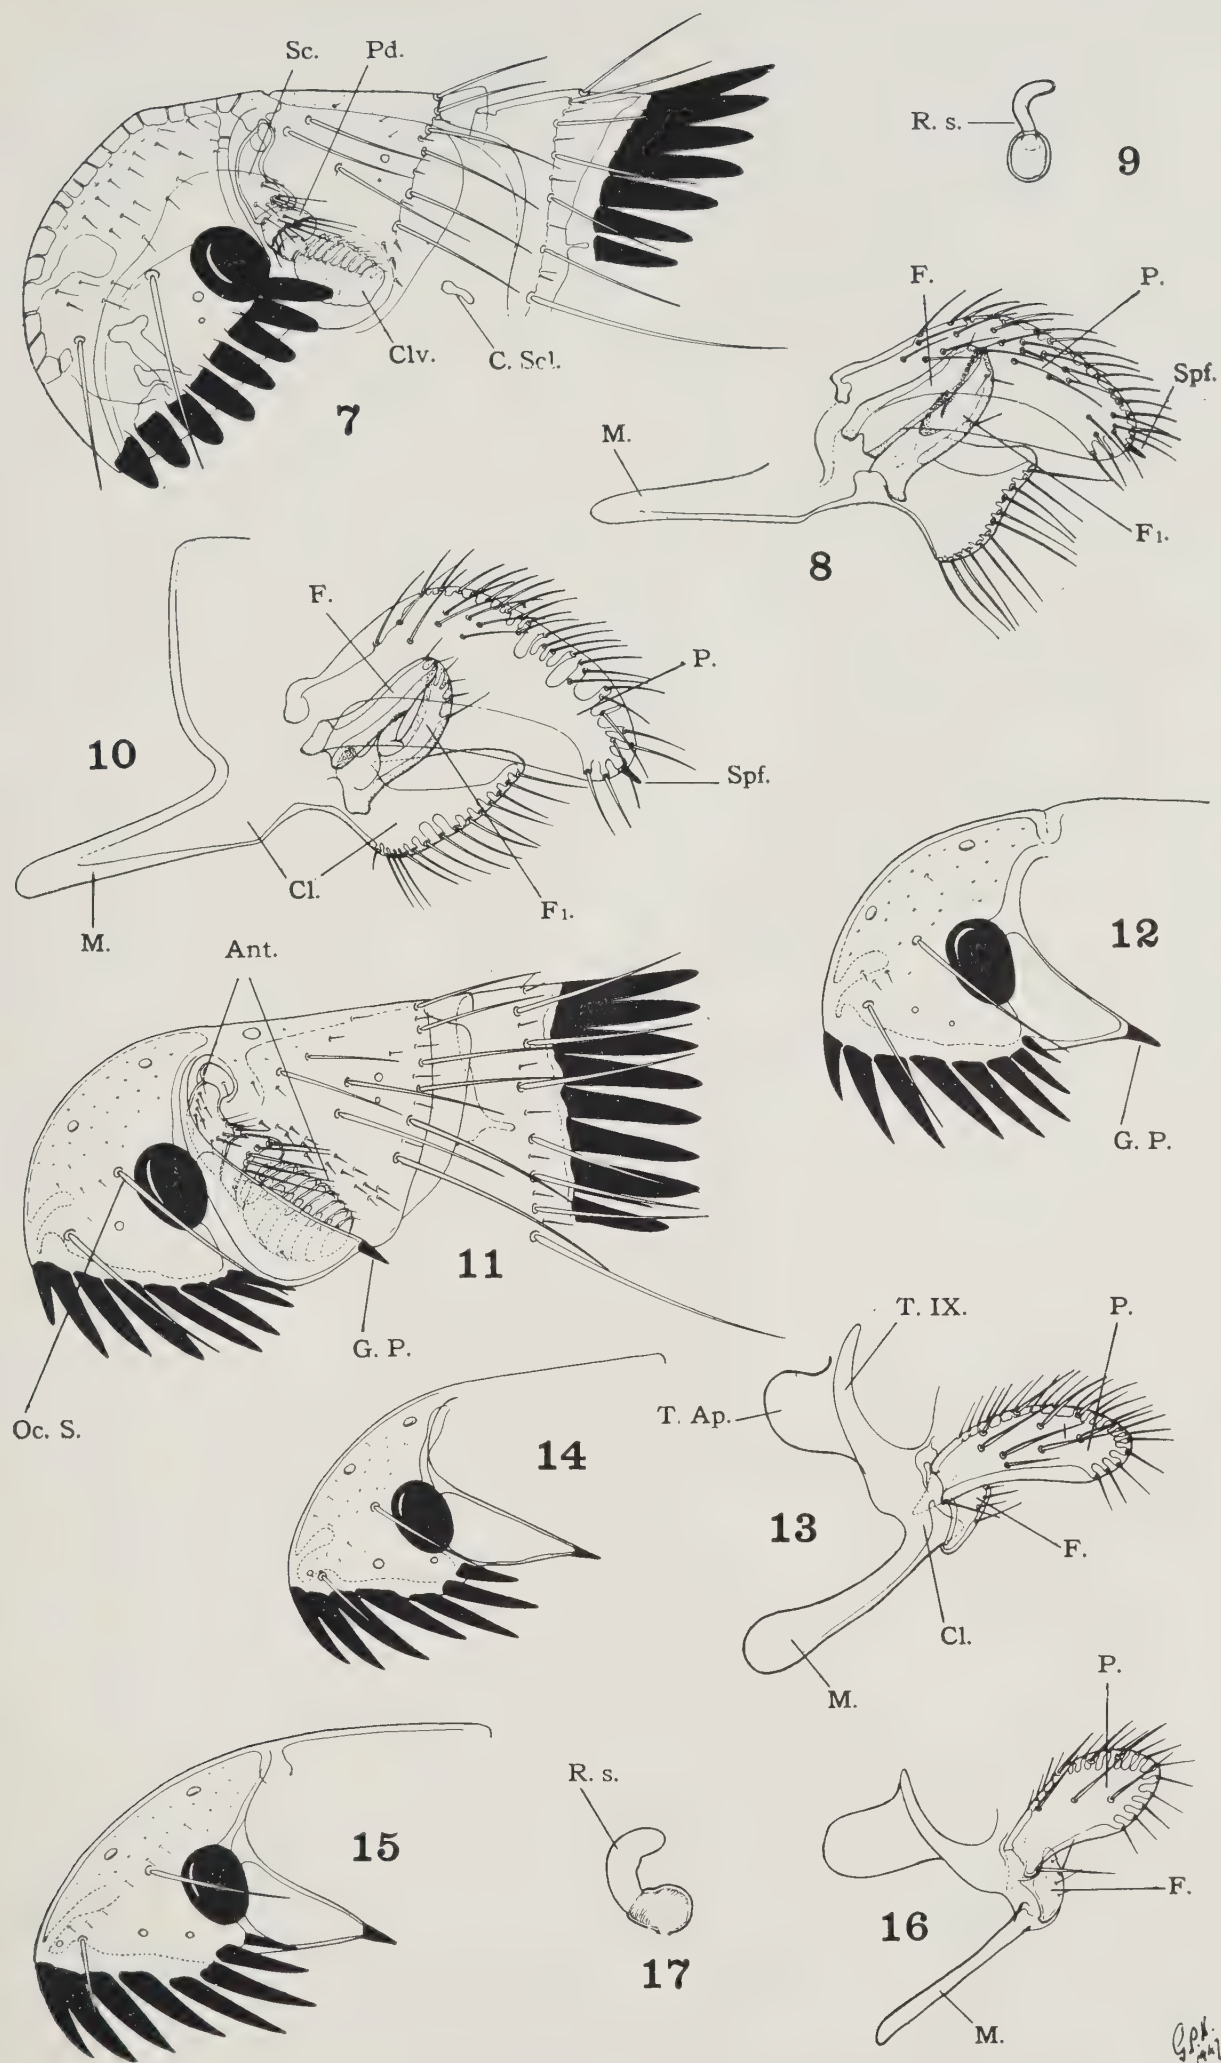 Sc. Pd.
R. s.
9
F. P.
Spf.
Clv. C. Scl.
7
M.
F1.
8
F.
P.
10
Spf.
Cl.
F1.
M.
12
Ant.
G. P.
11
G. P.
Oc. S.
T. IX. P.
T. Ap.
14
13
F.
Cl.
M.
P.
R. s.
15
F.
16
17
M.